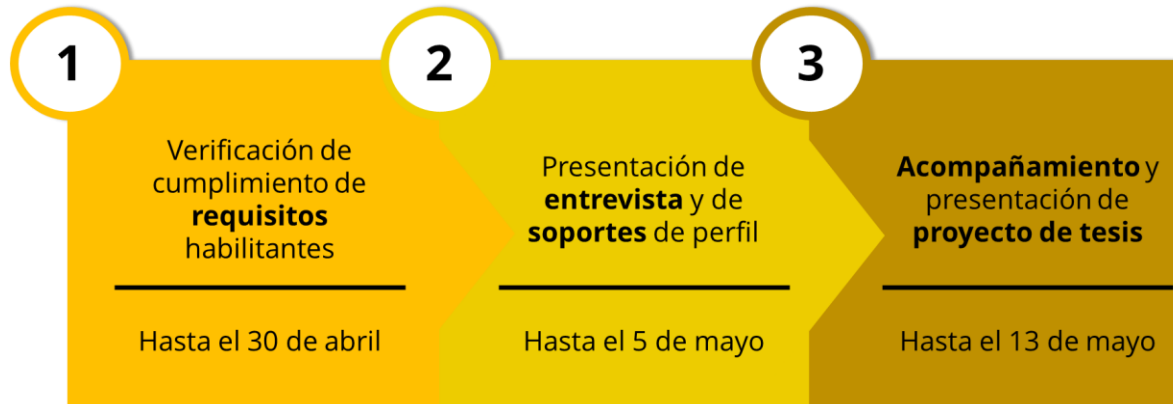 1
Verificación de
cumplimiento de
requisitos
habilitantes
Hasta el 30 de abril
2
Presentación de
entrevista y de
soportes de perfil
Hasta el 5 de mayo
3
Acompañamiento y
presentación de
proyecto de tesis
Hasta el 13 de mayo